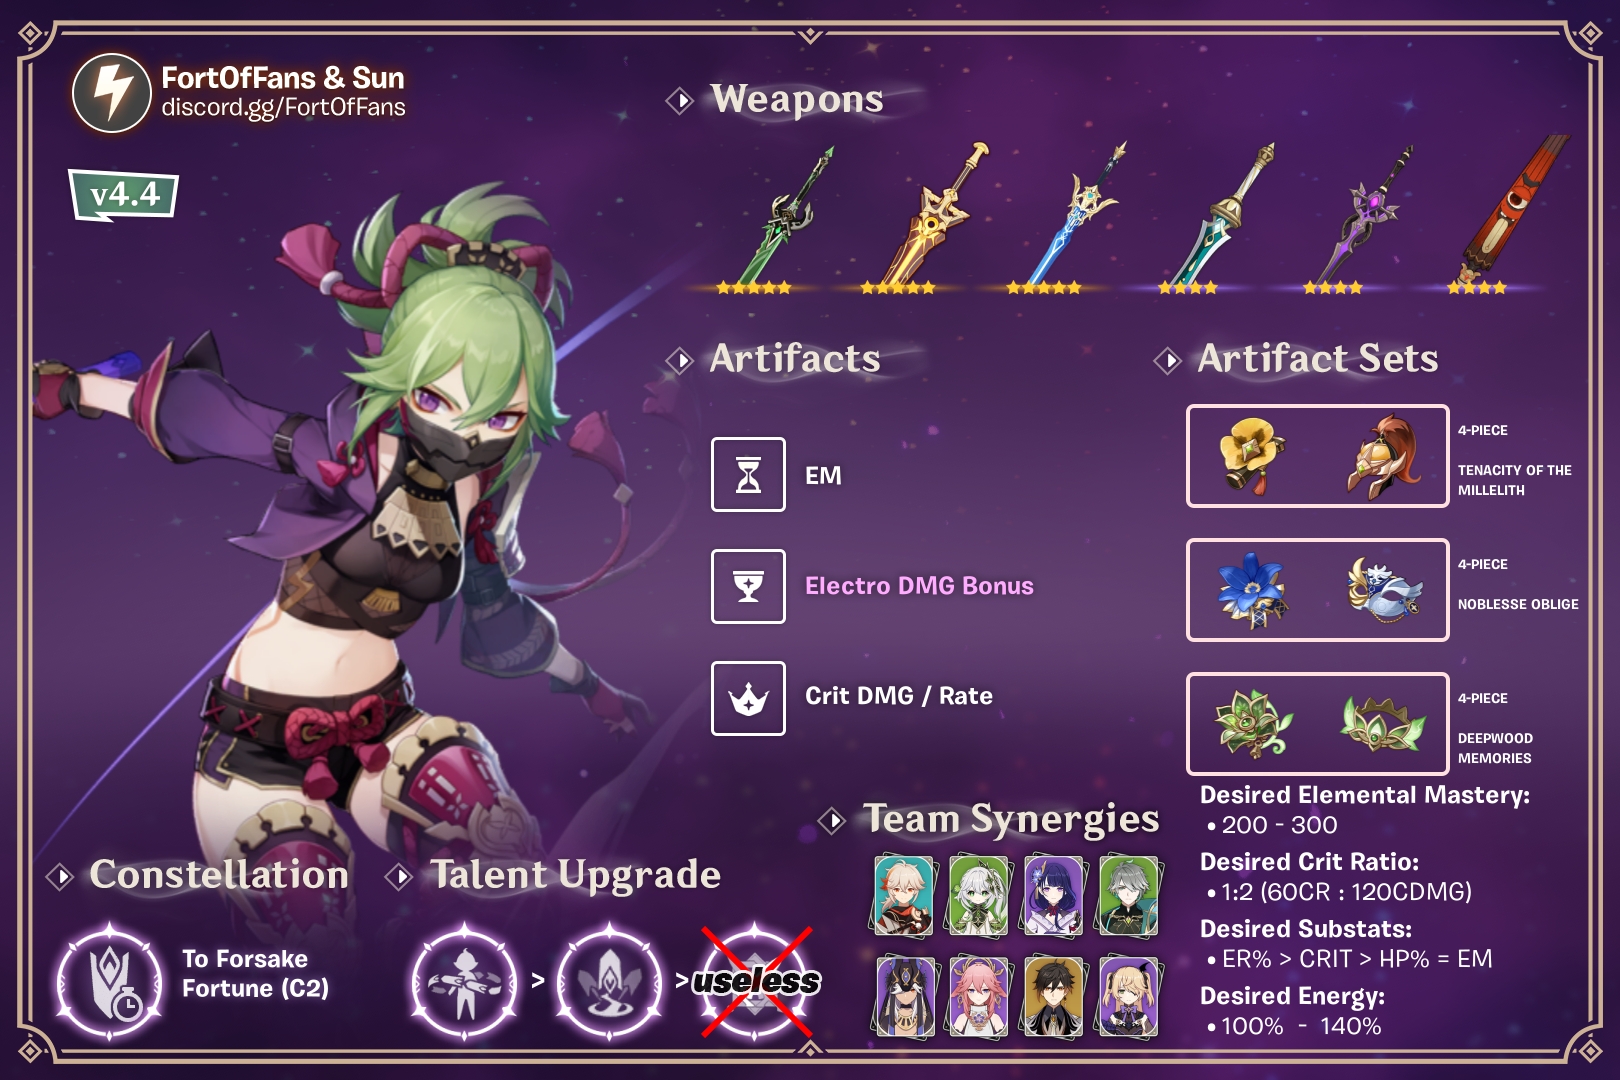 FortOfFans & Sun
discord.gg/FortOfFans
v4.4
Weapons
Artifacts
EM
Electro DMG Bonus
Crit DMG / Rate
Artifact Sets
4-PIECE
TENACITY OF THE
MILLELITH
4-PIECE
NOBLESSE OBLIGE
4-PIECE
DEEPWOOD
MEMORIES
Constellation
To Forsake
Fortune (C2)
Talent Upgrade
> > useless
Team Synergies
Desired Elemental Mastery:
• 200 - 300
Desired Crit Ratio:
• 1:2 (60CR : 120CDMG)
Desired Substats:
• ER% > CRIT > HP% = EM
Desired Energy:
• 100% - 140%